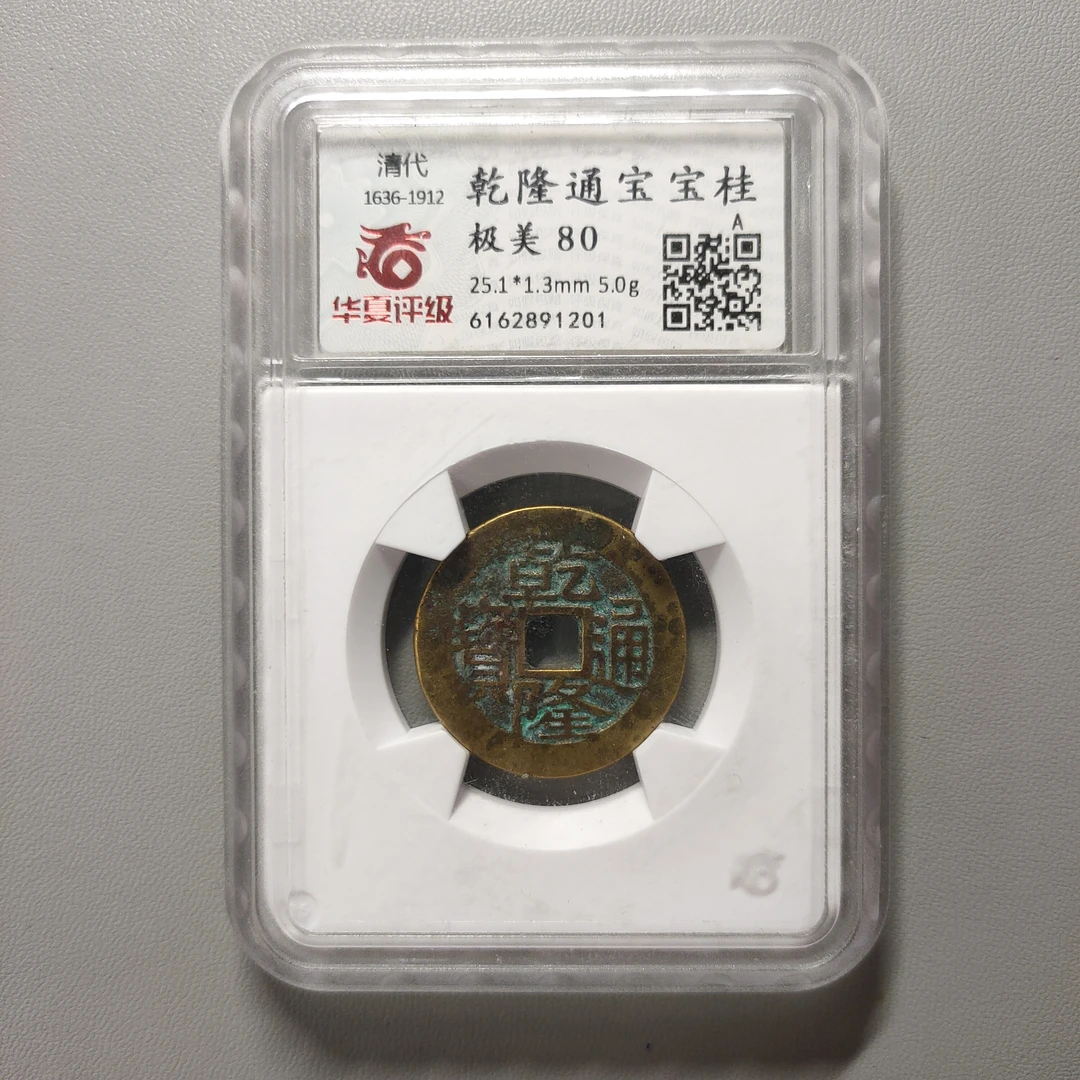 清代
1636-1912
华夏评级
乾隆通宝宝桂
极美 80
25.1*1.3mm 5.0g
6162891201
A
乾隆通寶